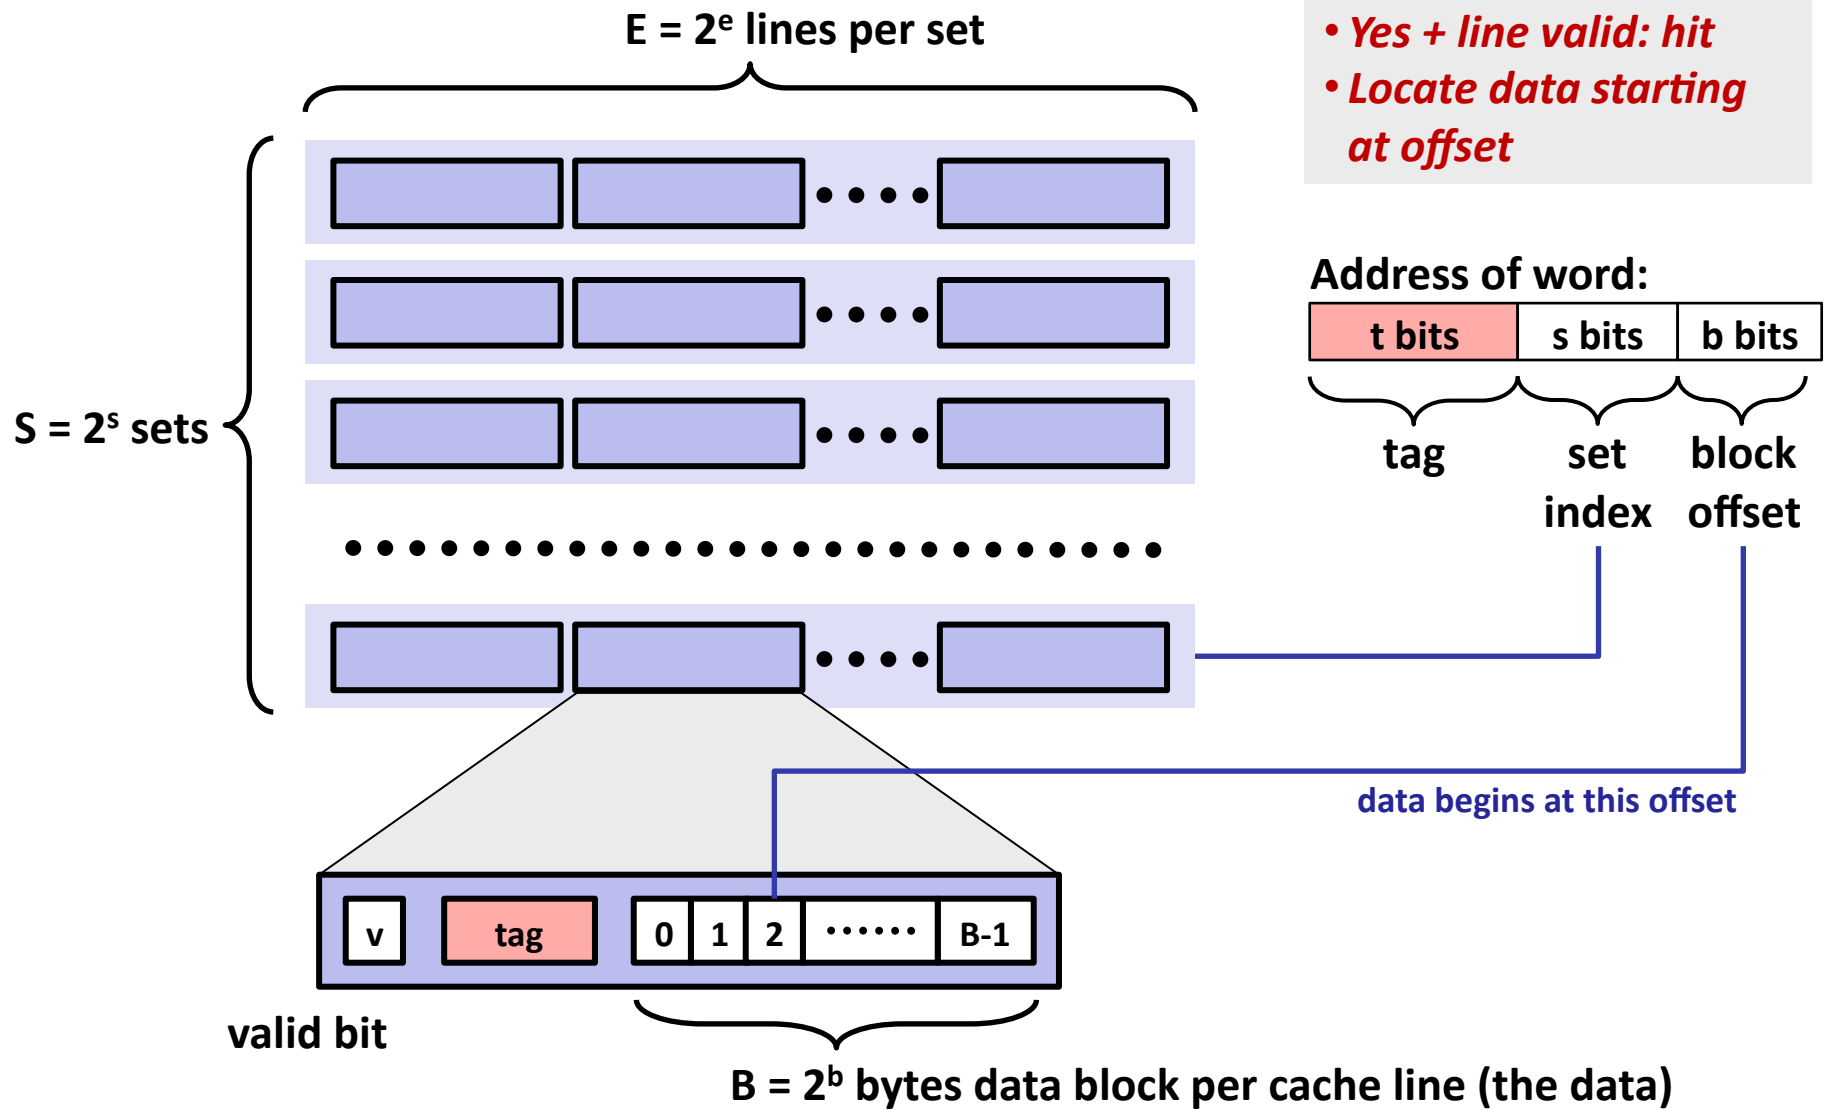 E = 2ᵉ lines per set
• Yes + line valid: hit
• Locate data starting
at offset
Address of word:
t bits s bits b bits
S = 2ˢ sets
tag set block
index offset
data begins at this offset
v tag 0 1 2 •••••• B-1
valid bit
B = 2ᵇ bytes data block per cache line (the data)